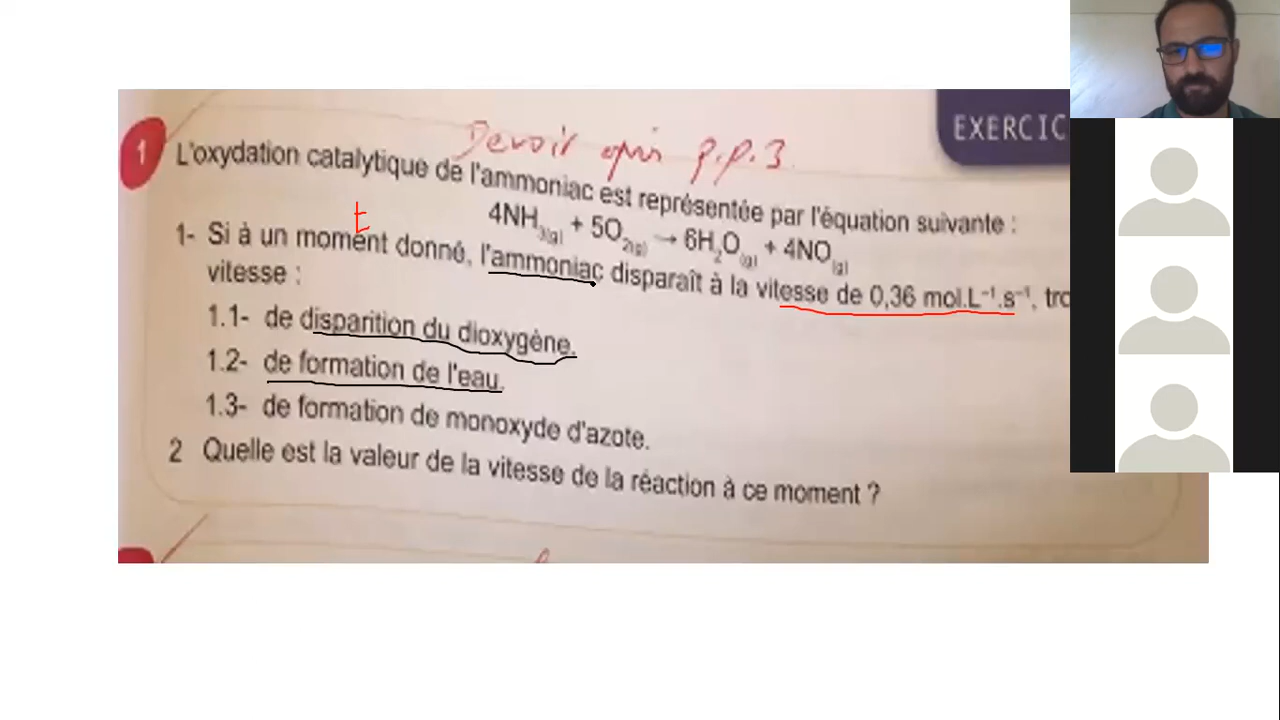 Devoir P.P.3
EXERCIC
1 L'oxydation catalytique de l'ammoniac est représentée par l'équation suivante :
t
4NH3(g) + 5O2(g) → 6H2O(g) + 4NO(g)
1- Si à un moment donné, l'ammoniac disparaît à la vitesse de 0,36 mol.L⁻¹.s⁻¹, tro
vitesse :
1.1- de disparition du dioxygène.
1.2- de formation de l'eau.
1.3- de formation de monoxyde d'azote.
2 Quelle est la valeur de la vitesse de la réaction à ce moment ?